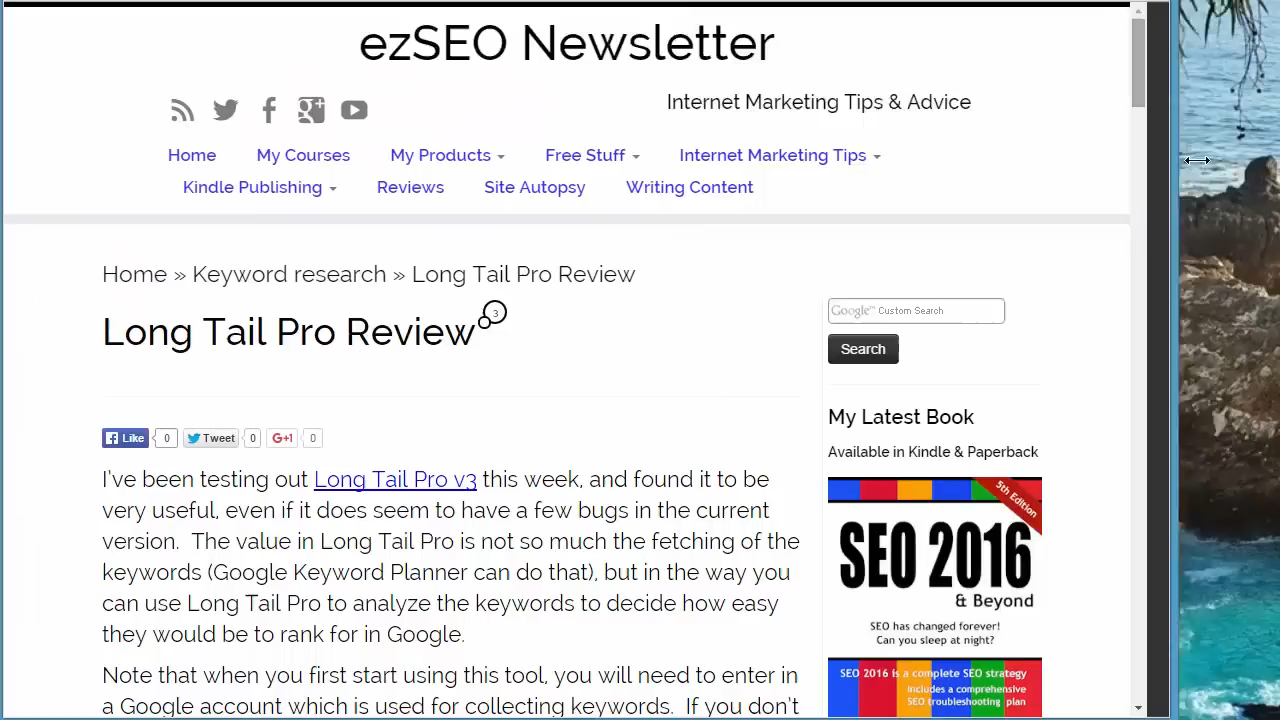 ezSEO Newsletter
Internet Marketing Tips & Advice
Home My Courses My Products Free Stuff Internet Marketing Tips
Kindle Publishing Reviews Site Autopsy Writing Content
Home » Keyword research » Long Tail Pro Review
Long Tail Pro Review 3
Like 0 Tweet 0 G+1 0
I've been testing out Long Tail Pro v3 this week, and found it to be
very useful, even if it does seem to have a few bugs in the current
version. The value in Long Tail Pro is not so much the fetching of the
keywords (Google Keyword Planner can do that), but in the way you
can use Long Tail Pro to analyze the keywords to decide how easy
they would be to rank for in Google.
Note that when you first start using this tool, you will need to enter in
a Google account which is used for collecting keywords. If you don't
Google™ Custom Search
Search
My Latest Book
Available in Kindle & Paperback
5th Edition
SEO 2016
& Beyond
SEO has changed forever!
Can you sleep at night?
SEO 2016 is a complete SEO strategy
Includes a comprehensive
SEO troubleshooting plan